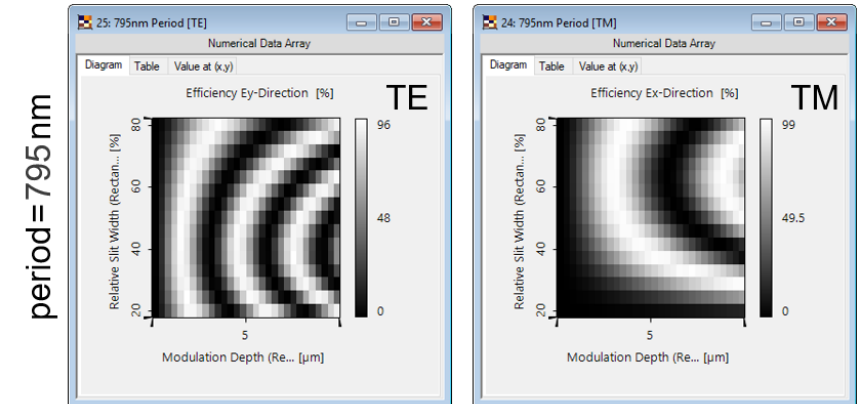 period=795nm
25: 795nm Period [TE]
Numerical Data Array
Diagram Table Value at (x,y)
Efficiency Ey-Direction [%]
TE
96
48
0
Relative Slit Width (Rectan... [%]
80
60
40
20
5
Modulation Depth (Re... [µm]
24: 795nm Period [TM]
Numerical Data Array
Diagram Table Value at (x,y)
Efficiency Ex-Direction [%]
TM
99
49.5
0
Relative Slit Width (Rectan... [%]
80
60
40
20
5
Modulation Depth (Re... [µm]